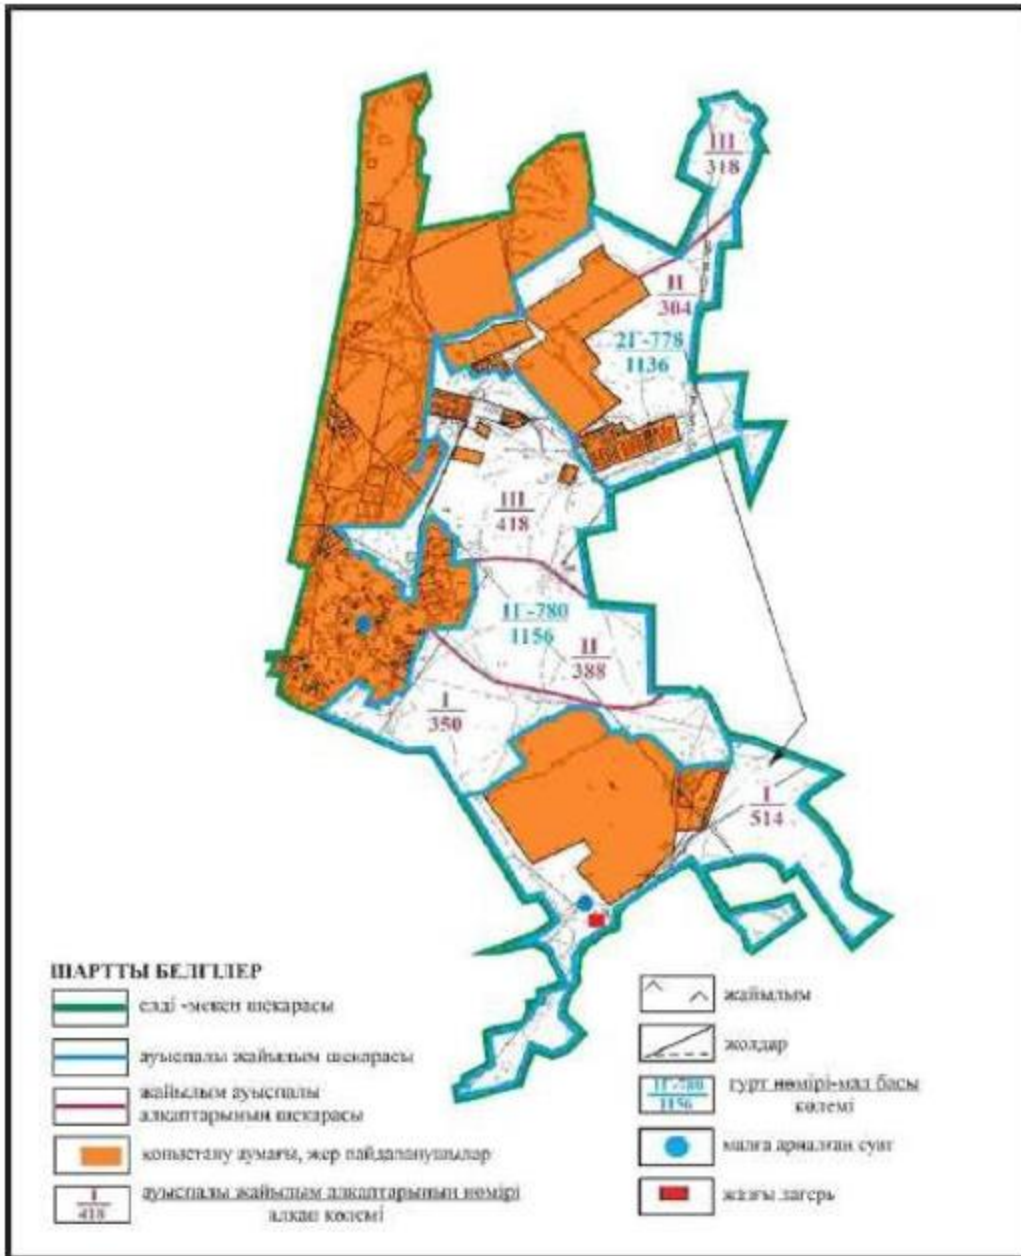 III
318
II
304
2Г-778
1136
III
418
1Г-780
1156
II
388
I
350
I
514
ШАРТТЫ БЕЛГІЛЕР
елді -мекен шекарасы
ауыспалы жайылым шекарасы
жайылым ауыспалы
алқаптарының шекарасы
қоныстану аумағы, жер пайдаланушылар
I
418
ауыспалы жайылым алқаптарының нөмірі
алқап көлемі
жайылым
жолдар
1Г-780
1156
гурт нөмірі-мал басы
көлемі
малға арналған суат
жазғы лагерь